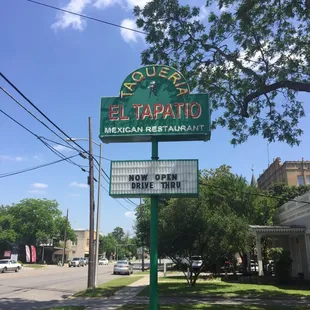 TAQUERIA
EL TAPATIO
MEXICAN RESTAURANT
NOW OPEN
DRIVE THRU